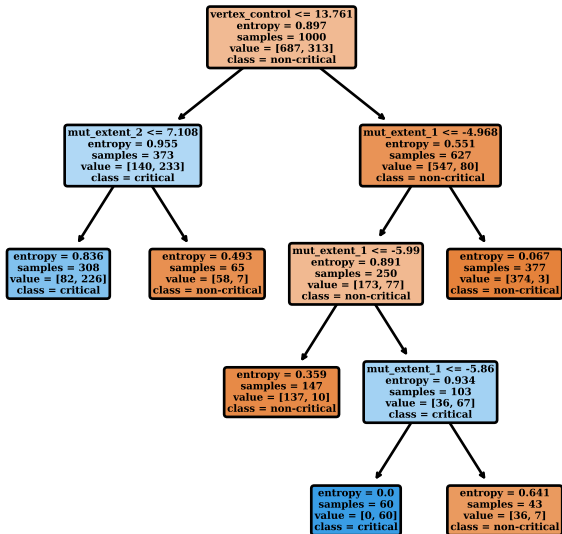 vertex_control <= 13.761
entropy = 0.897
samples = 1000
value = [687, 313]
class = non-critical
mut_extent_2 <= 7.108
entropy = 0.955
samples = 373
value = [140, 233]
class = critical
mut_extent_1 <= -4.968
entropy = 0.551
samples = 627
value = [547, 80]
class = non-critical
entropy = 0.836
samples = 308
value = [82, 226]
class = critical
entropy = 0.493
samples = 65
value = [58, 7]
class = non-critical
mut_extent_1 <= -5.99
entropy = 0.891
samples = 250
value = [173, 77]
class = non-critical
entropy = 0.067
samples = 377
value = [374, 3]
class = non-critical
entropy = 0.359
samples = 147
value = [137, 10]
class = non-critical
mut_extent_1 <= -5.86
entropy = 0.934
samples = 103
value = [36, 67]
class = critical
entropy = 0.0
samples = 60
value = [0, 60]
class = critical
entropy = 0.641
samples = 43
value = [36, 7]
class = non-critical